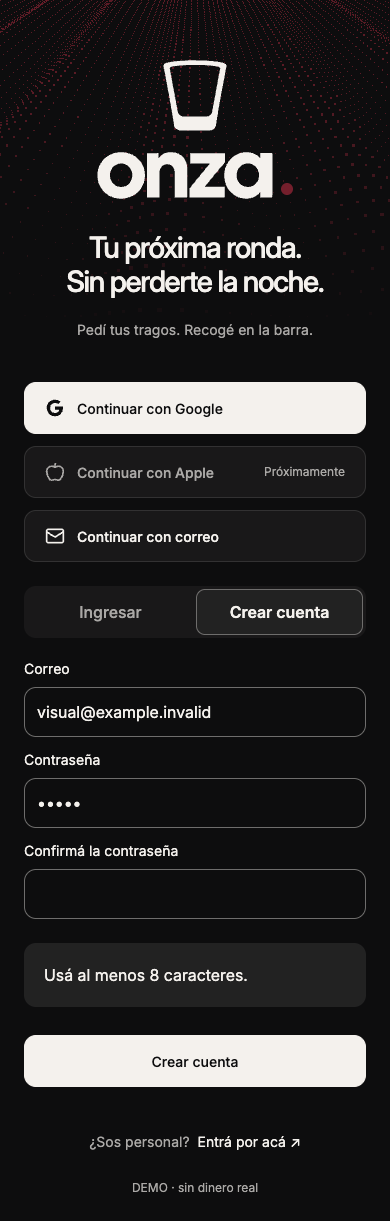 onza.
Tu próxima ronda.
Sin perderte la noche.
Pedí tus tragos. Recogé en la barra.
Continuar con Google
Continuar con Apple
Próximamente
Continuar con correo
Ingresar
Crear cuenta
Correo
visual@example.invalid
Contraseña
•••••
Confirmá la contraseña
Usá al menos 8 caracteres.
Crear cuenta
¿Sos personal? Entrá por acá ↗
DEMO · sin dinero real